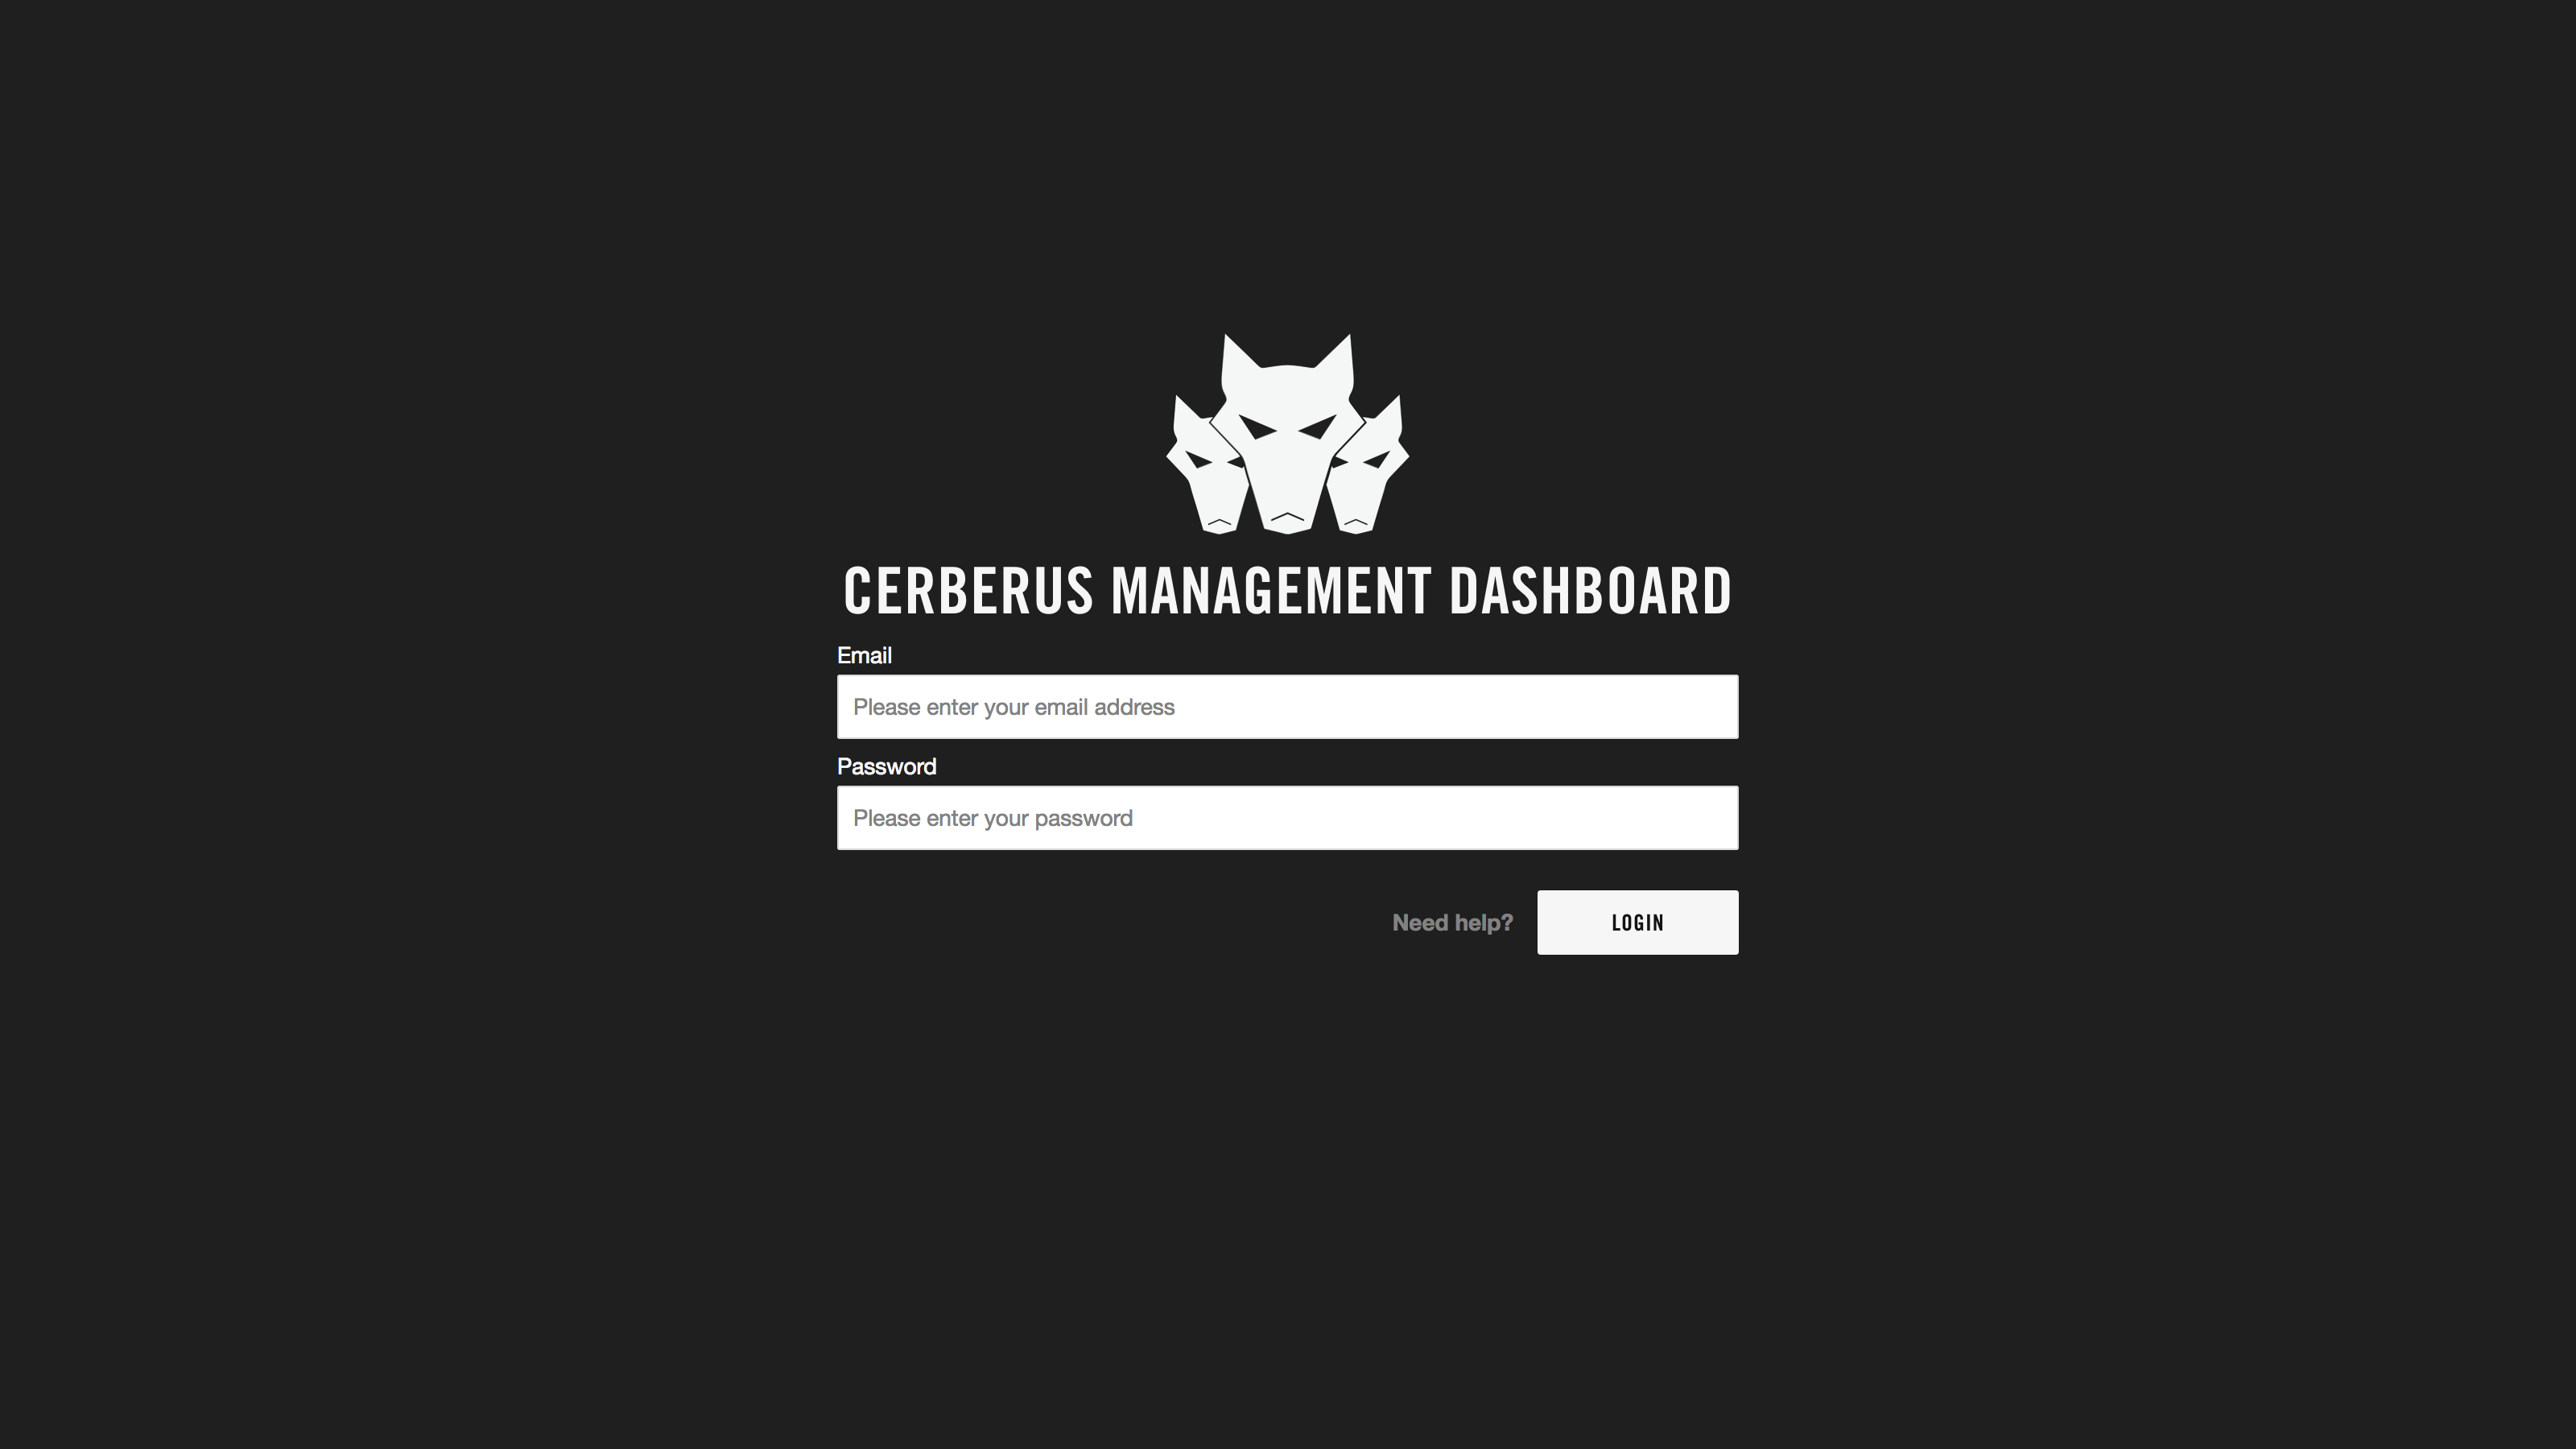 CERBERUS MANAGEMENT DASHBOARD
Email
Please enter your email address
Password
Please enter your password
Need help?
LOGIN